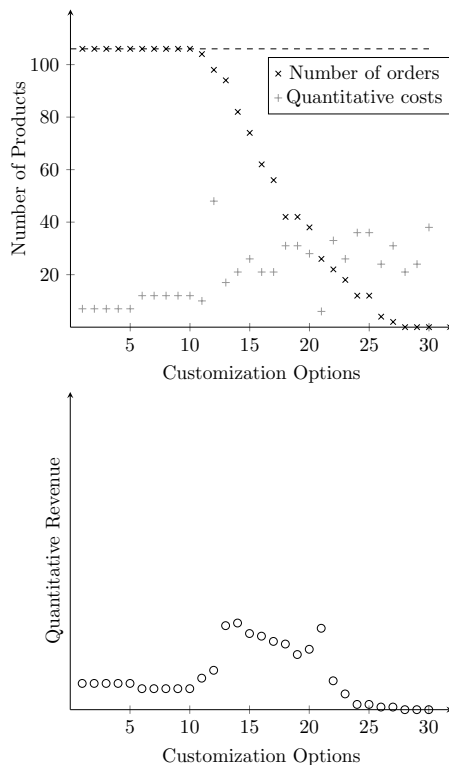 100
80
60
40
20
Number of Products
× Number of orders
+ Quantitative costs
5 10 15 20 25 30
Customization Options
Quantitative Revenue
5 10 15 20 25 30
Customization Options